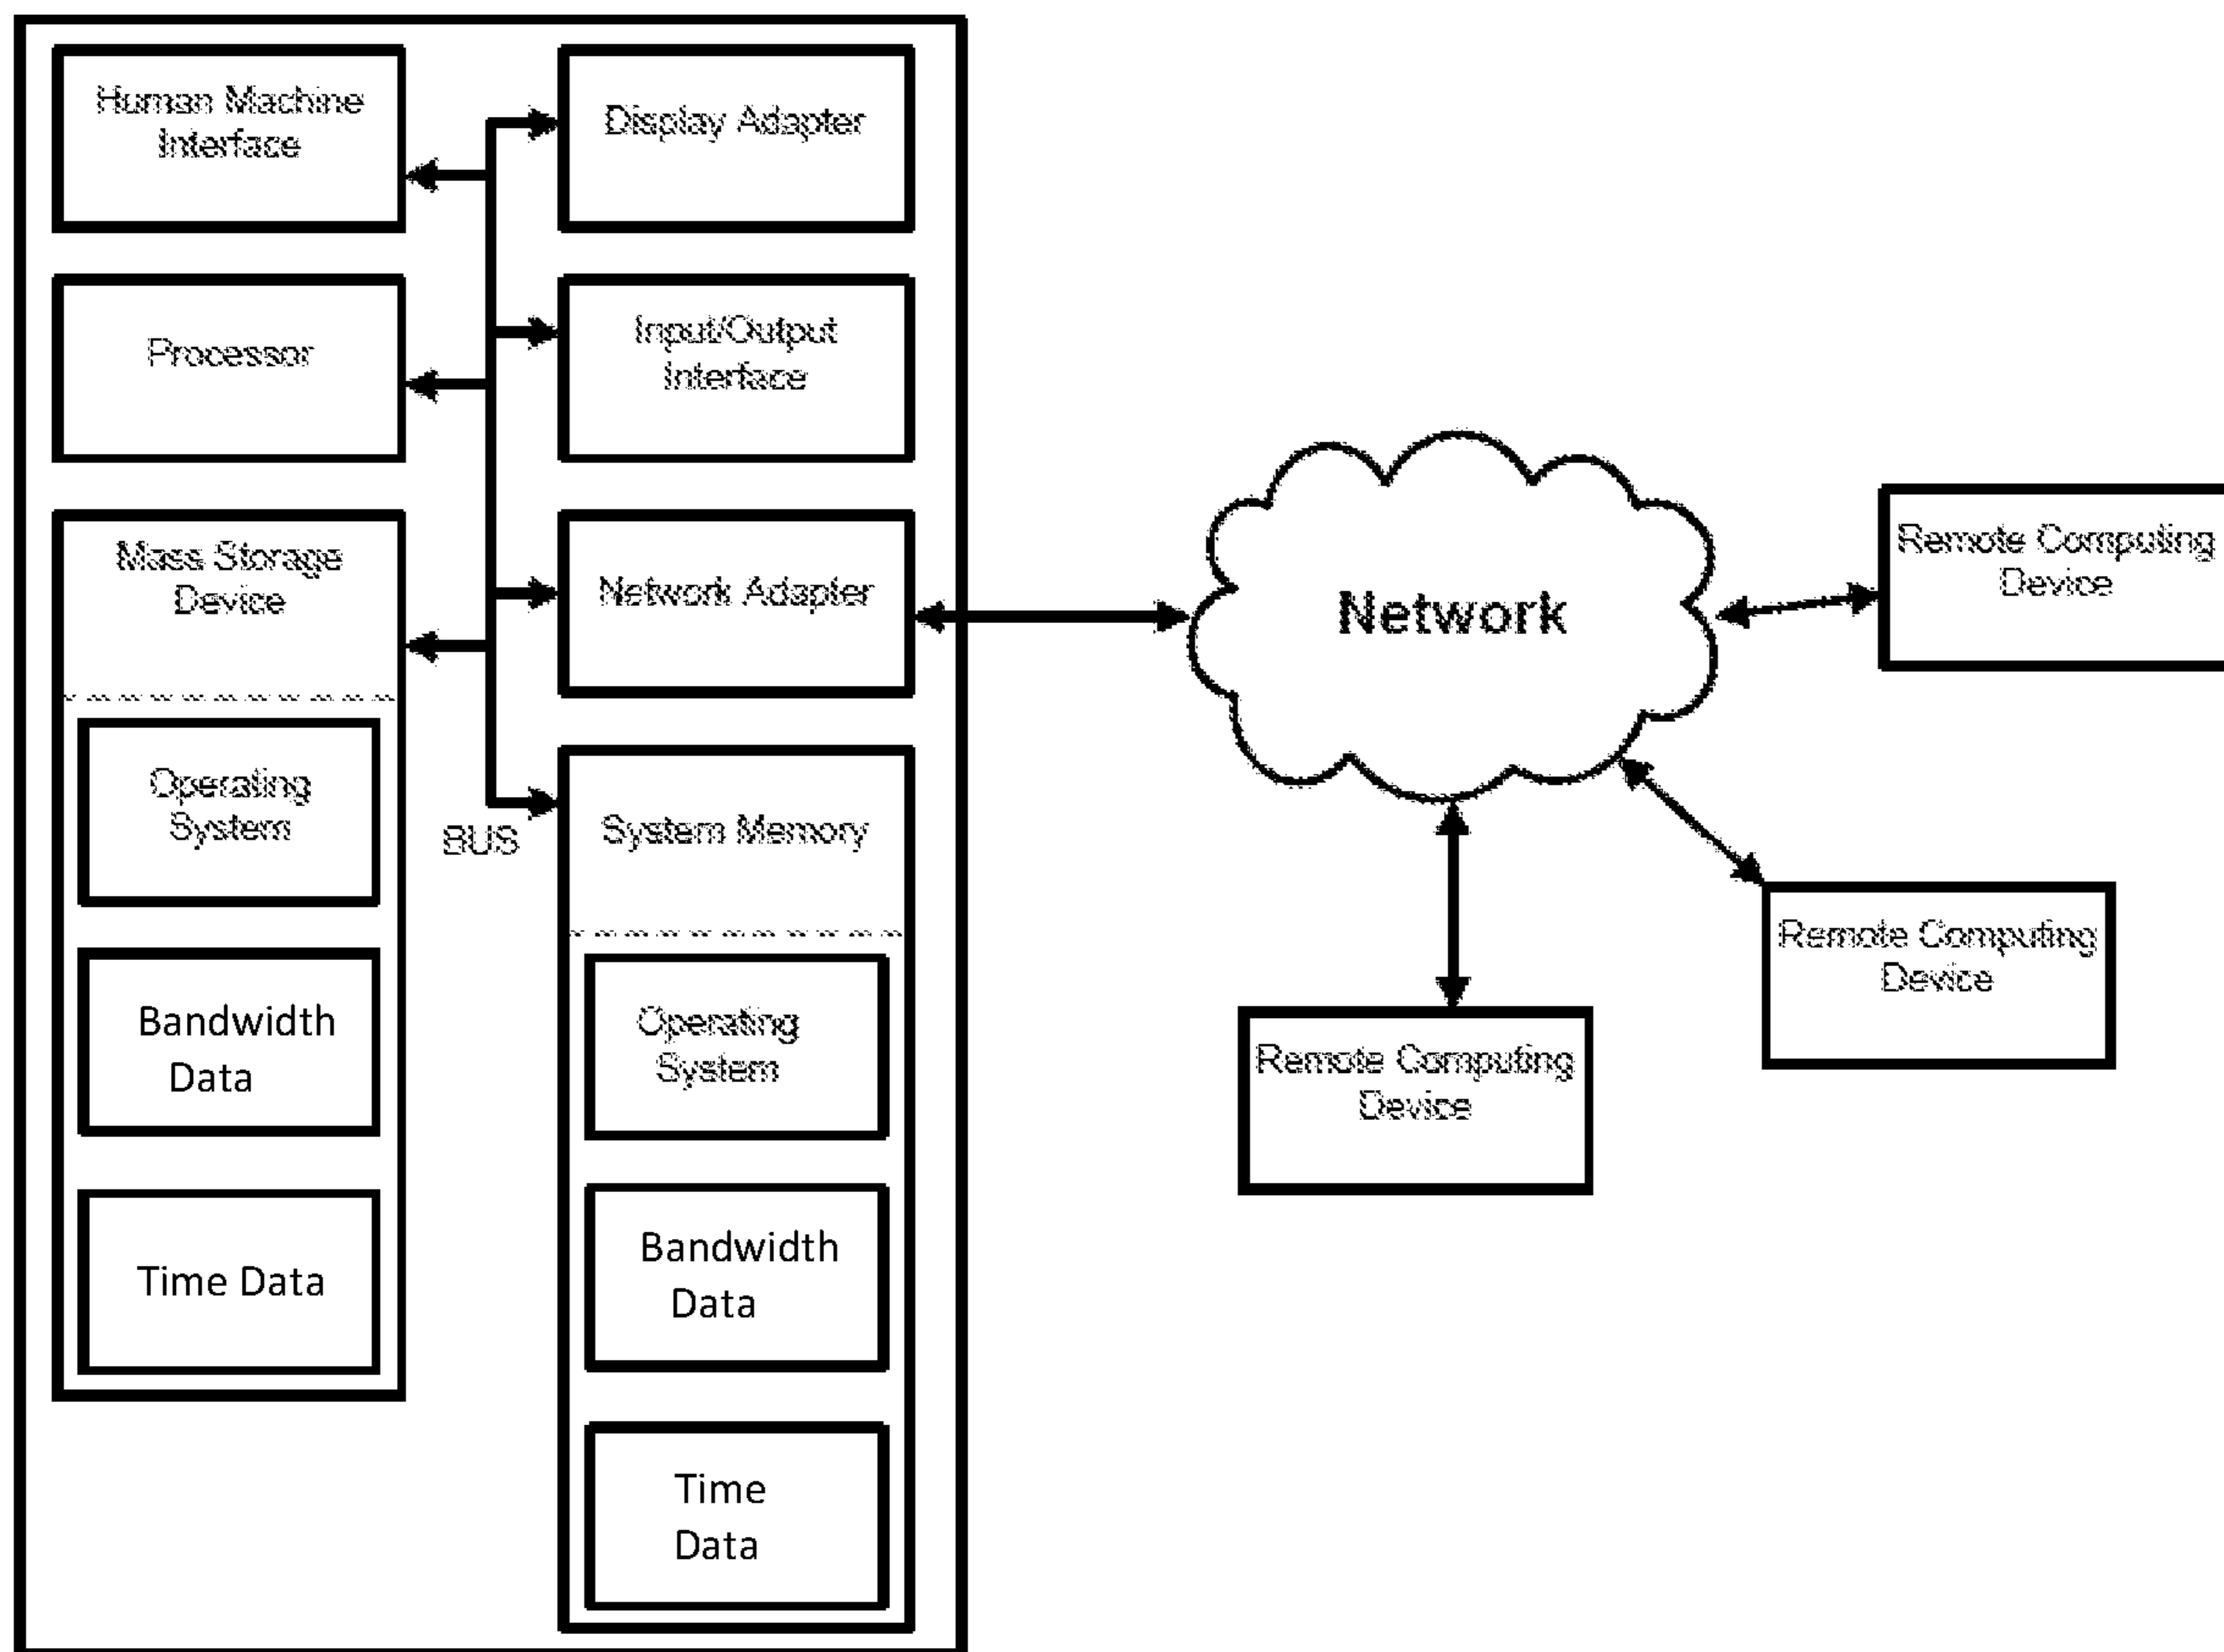 Human Machine
Interface
Display Adapter
Processor
Input/Output
Interface
Mass Storage
Device
Network Adapter
Operating
System
BUS
System Memory
Bandwidth
Data
Operating
System
Time Data
Bandwidth
Data
Time
Data
Network
Remote Computing
Device
Remote Computing
Device
Remote Computing
Device